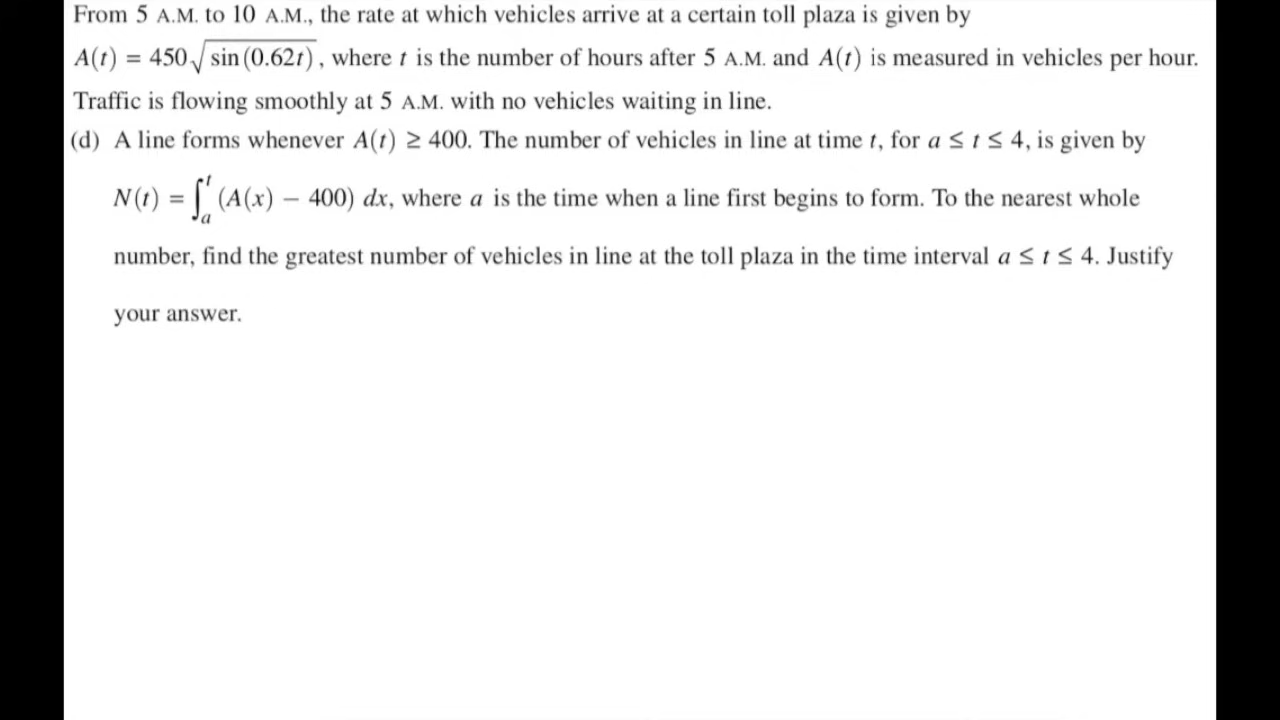 From 5 A.M. to 10 A.M., the rate at which vehicles arrive at a certain toll plaza is given by
A(t) = 450√sin(0.62t), where t is the number of hours after 5 A.M. and A(t) is measured in vehicles per hour.
Traffic is flowing smoothly at 5 A.M. with no vehicles waiting in line.
(d) A line forms whenever A(t) ≥ 400. The number of vehicles in line at time t, for a ≤ t ≤ 4, is given by
N(t) = ∫ₐᵗ (A(x) − 400) dx, where a is the time when a line first begins to form. To the nearest whole
number, find the greatest number of vehicles in line at the toll plaza in the time interval a ≤ t ≤ 4. Justify
your answer.